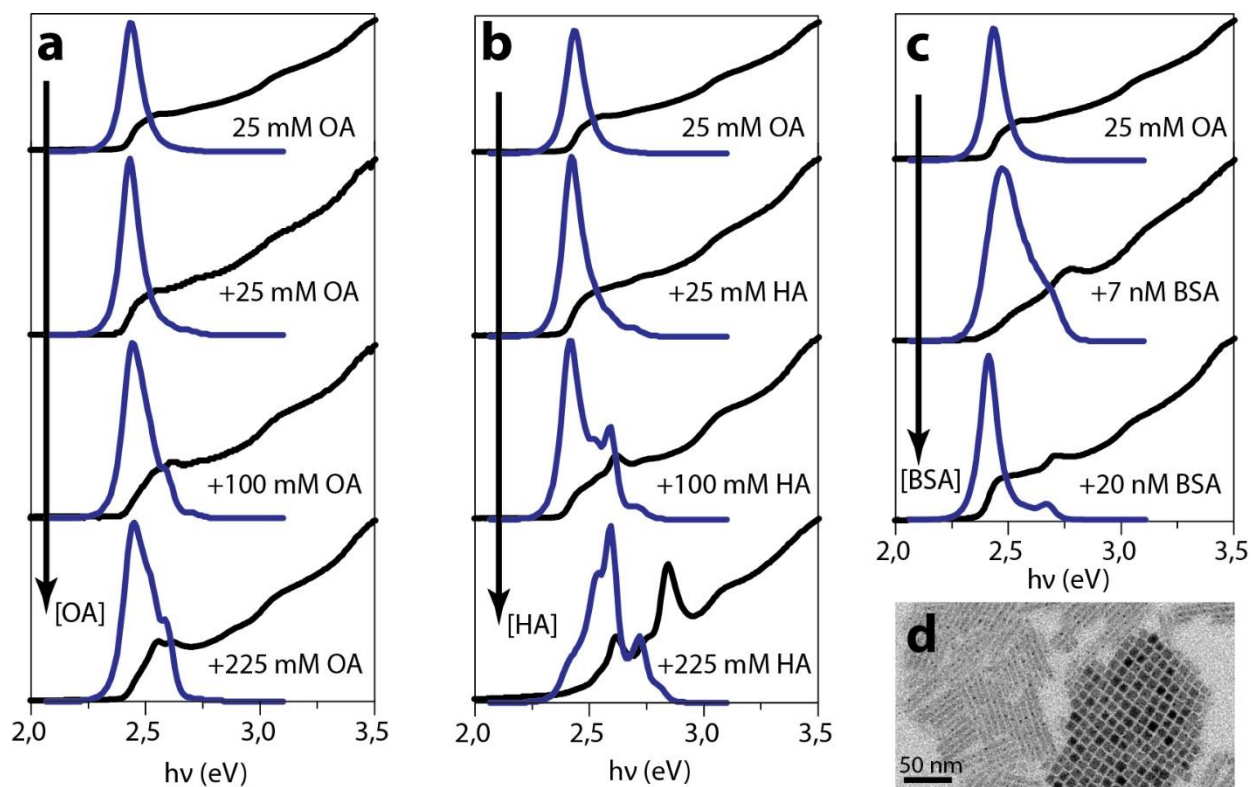 a
25 mM OA
+25 mM OA
+100 mM OA
[OA]
+225 mM OA
2,0 2,5 3,0 3,5
hν (eV)
b
25 mM OA
+25 mM HA
+100 mM HA
[HA]
+225 mM HA
2,0 2,5 3,0 3,5
hν (eV)
c
25 mM OA
+7 nM BSA
[BSA]
+20 nM BSA
2,0 2,5 3,0 3,5
hν (eV)
d
50 nm